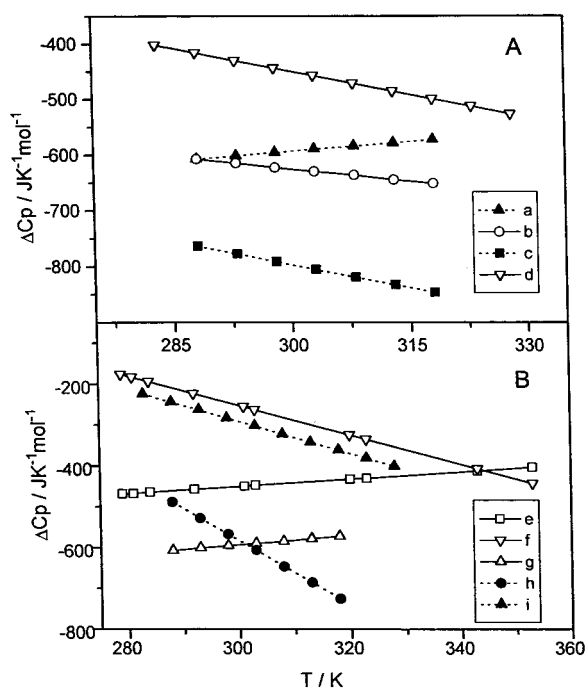 A
-400
-500
-600
-700
-800
ΔCp / JK⁻¹mol⁻¹
a
b
c
d
285
300
315
330
B
-200
-400
-600
-800
ΔCp / JK⁻¹mol⁻¹
e
f
g
h
i
280
300
320
340
360
T / K